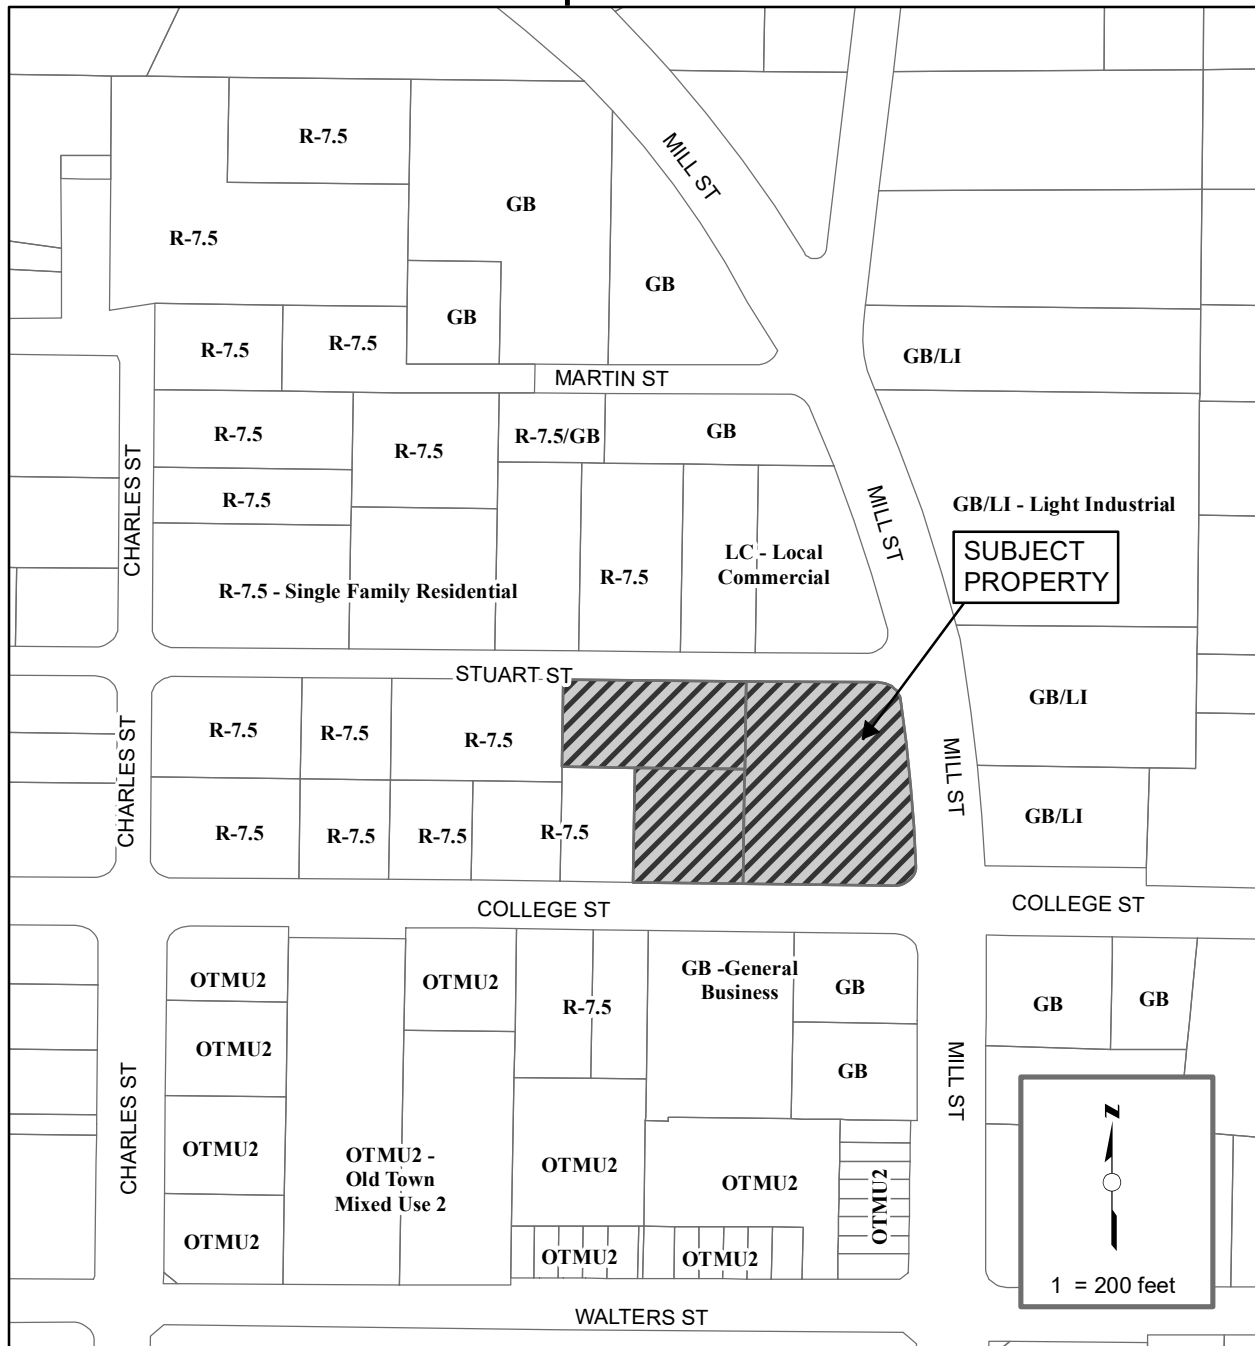 MILL ST
R-7.5
GB
R-7.5
GB
GB
R-7.5
R-7.5
GB/LI
MARTIN ST
R-7.5
R-7.5
R-7.5/GB
GB
CHARLES ST
R-7.5
MILL ST
GB/LI - Light Industrial
SUBJECT
PROPERTY
LC - Local
Commercial
R-7.5
R-7.5 - Single Family Residential
STUART ST
GB/LI
R-7.5
R-7.5
R-7.5
CHARLES ST
MILL ST
GB/LI
R-7.5
R-7.5
R-7.5
R-7.5
COLLEGE ST
COLLEGE ST
OTMU2
OTMU2
GB -General
Business
GB
R-7.5
GB
GB
OTMU2
GB
MILL ST
CHARLES ST
OTMU2
OTMU2 -
Old Town
Mixed Use 2
OTMU2
OTMU2
OTMU2
OTMU2
OTMU2
OTMU2
Z
1 = 200 feet
WALTERS ST